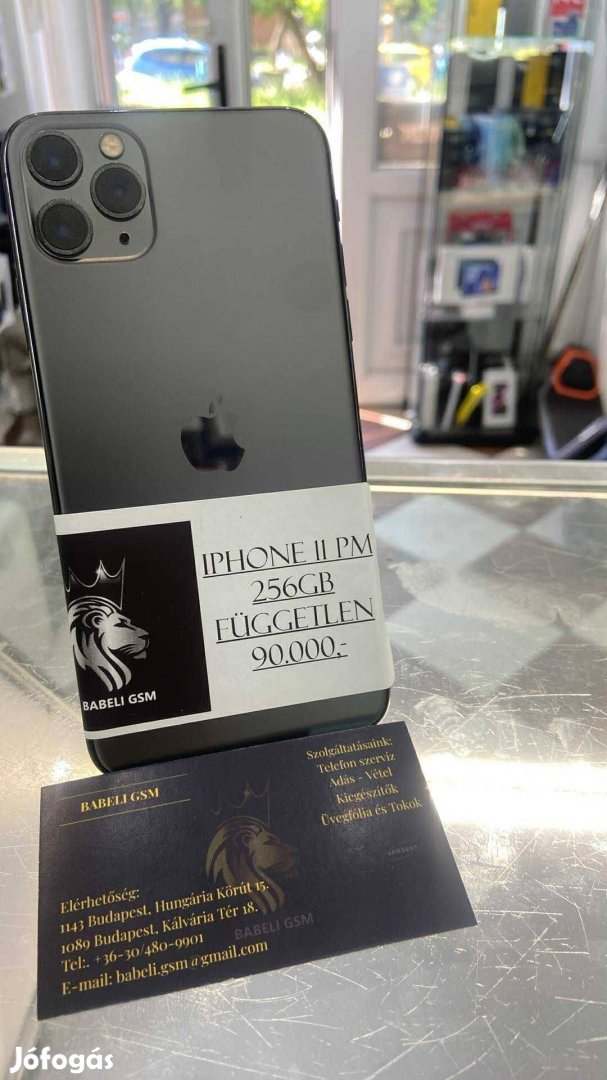 IPHONE 11 PM
256GB
FÜGGETLEN
90.000,-
BABELI GSM
BABELI GSM
Szolgáltatásaink:
Telefon szerviz
Adás - Vétel
Kiegészítők
Üvegfólia és Tokok
BABELI GSM
Elérhetőség:
1143 Budapest, Hungária Körút 15.
1089 Budapest, Kálvária Tér 18.
Tel:. +36-30/480-9901
E-mail: babeli.gsm@gmail.com
Jófogás